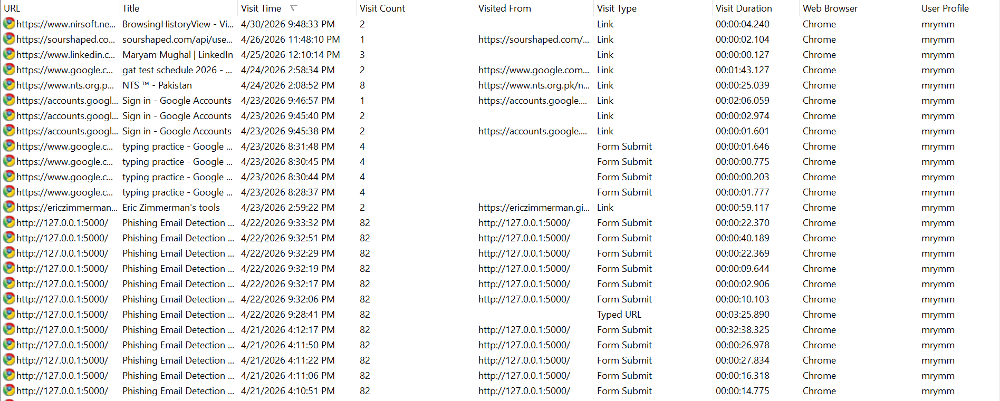 URL Title Visit Time Visit Count Visited From Visit Type Visit Duration Web Browser User Profile
https://www.nirsoft.ne... BrowsingHistoryView - Vi... 4/30/2026 9:48:33 PM 2 Link 00:00:04.240 Chrome mrymm
https://sourshaped.co... sourshaped.com/api/use... 4/26/2026 11:48:10 PM 1 https://sourshaped.com/... Link 00:00:02.104 Chrome mrymm
https://www.linkedin.c... Maryam Mughal | LinkedIn 4/25/2026 12:10:14 PM 3 Link 00:00:00.127 Chrome mrymm
https://www.google.c... gat test schedule 2026 - ... 4/24/2026 2:58:34 PM 2 https://www.google.com... Link 00:01:43.127 Chrome mrymm
https://www.nts.org.p... NTS ™ - Pakistan 4/24/2026 2:08:52 PM 8 https://www.nts.org.pk/n... Link 00:00:25.039 Chrome mrymm
https://accounts.googl... Sign in - Google Accounts 4/23/2026 9:46:57 PM 1 https://accounts.google.... Link 00:02:06.059 Chrome mrymm
https://accounts.googl... Sign in - Google Accounts 4/23/2026 9:45:40 PM 2 Link 00:00:02.974 Chrome mrymm
https://accounts.googl... Sign in - Google Accounts 4/23/2026 9:45:38 PM 2 https://accounts.google.... Link 00:00:01.601 Chrome mrymm
https://www.google.c... typing practice - Google ... 4/23/2026 8:31:48 PM 4 Form Submit 00:00:01.646 Chrome mrymm
https://www.google.c... typing practice - Google ... 4/23/2026 8:30:45 PM 4 Form Submit 00:00:00.775 Chrome mrymm
https://www.google.c... typing practice - Google ... 4/23/2026 8:30:44 PM 4 Form Submit 00:00:00.203 Chrome mrymm
https://www.google.c... typing practice - Google ... 4/23/2026 8:28:37 PM 4 Form Submit 00:00:01.777 Chrome mrymm
https://ericzimmerman... Eric Zimmerman's tools 4/23/2026 2:59:22 PM 2 https://ericzimmerman.gi... Link 00:00:59.117 Chrome mrymm
http://127.0.0.1:5000/ Phishing Email Detection ... 4/22/2026 9:33:32 PM 82 http://127.0.0.1:5000/ Form Submit 00:00:22.370 Chrome mrymm
http://127.0.0.1:5000/ Phishing Email Detection ... 4/22/2026 9:32:51 PM 82 http://127.0.0.1:5000/ Form Submit 00:00:40.189 Chrome mrymm
http://127.0.0.1:5000/ Phishing Email Detection ... 4/22/2026 9:32:29 PM 82 http://127.0.0.1:5000/ Form Submit 00:00:22.369 Chrome mrymm
http://127.0.0.1:5000/ Phishing Email Detection ... 4/22/2026 9:32:19 PM 82 http://127.0.0.1:5000/ Form Submit 00:00:09.644 Chrome mrymm
http://127.0.0.1:5000/ Phishing Email Detection ... 4/22/2026 9:32:17 PM 82 http://127.0.0.1:5000/ Form Submit 00:00:02.906 Chrome mrymm
http://127.0.0.1:5000/ Phishing Email Detection ... 4/22/2026 9:32:06 PM 82 http://127.0.0.1:5000/ Form Submit 00:00:10.103 Chrome mrymm
http://127.0.0.1:5000/ Phishing Email Detection ... 4/22/2026 9:28:41 PM 82 Typed URL 00:03:25.890 Chrome mrymm
http://127.0.0.1:5000/ Phishing Email Detection ... 4/21/2026 4:12:17 PM 82 http://127.0.0.1:5000/ Form Submit 00:32:38.325 Chrome mrymm
http://127.0.0.1:5000/ Phishing Email Detection ... 4/21/2026 4:11:50 PM 82 http://127.0.0.1:5000/ Form Submit 00:00:26.978 Chrome mrymm
http://127.0.0.1:5000/ Phishing Email Detection ... 4/21/2026 4:11:22 PM 82 http://127.0.0.1:5000/ Form Submit 00:00:27.834 Chrome mrymm
http://127.0.0.1:5000/ Phishing Email Detection ... 4/21/2026 4:11:06 PM 82 http://127.0.0.1:5000/ Form Submit 00:00:16.318 Chrome mrymm
http://127.0.0.1:5000/ Phishing Email Detection ... 4/21/2026 4:10:51 PM 82 http://127.0.0.1:5000/ Form Submit 00:00:14.775 Chrome mrymm